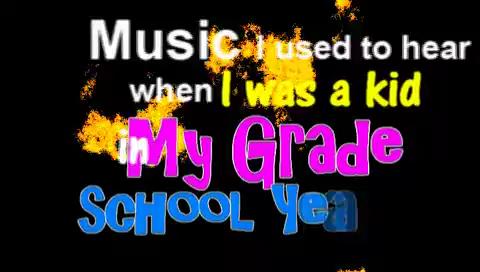 Music I used to hear
when I was a kid
in My Grade
School Yea